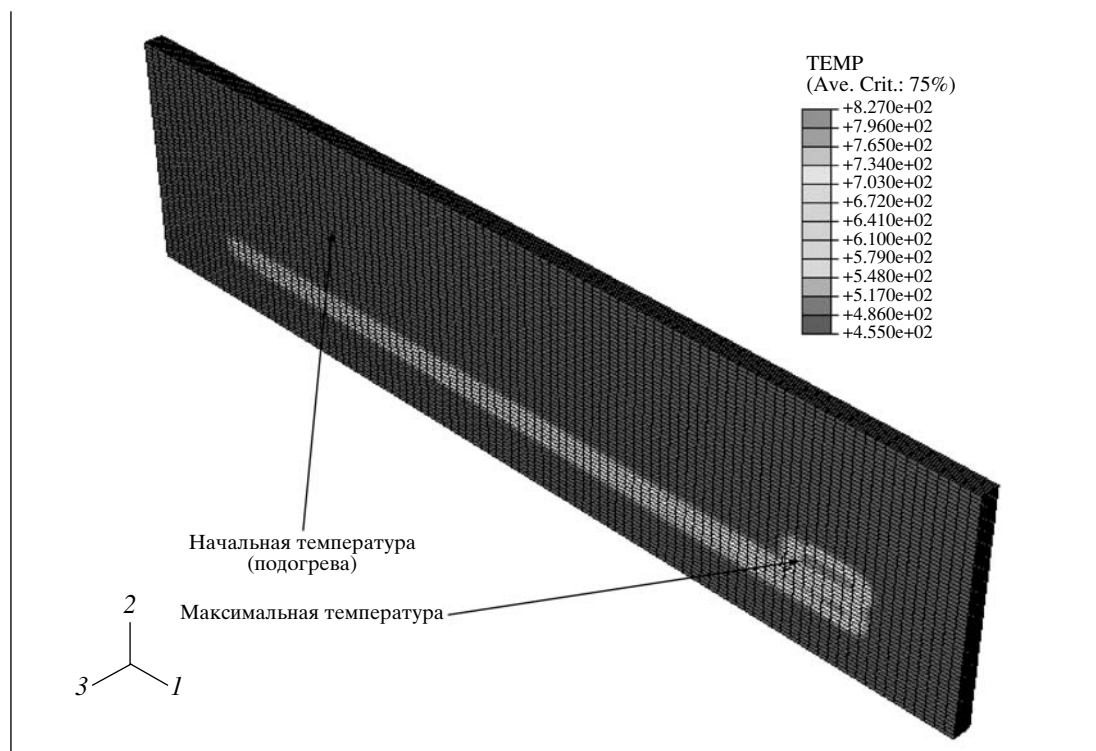 TEMP
(Ave. Crit.: 75%)
+8.270e+02
+7.960e+02
+7.650e+02
+7.340e+02
+7.030e+02
+6.720e+02
+6.410e+02
+6.100e+02
+5.790e+02
+5.480e+02
+5.170e+02
+4.860e+02
+4.550e+02
Начальная температура
(подогрева)
Максимальная температура
2
3
1